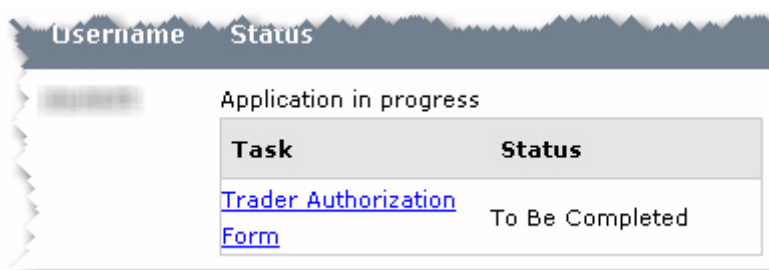 Username Status
Application in progress
Task Status
Trader Authorization
Form
To Be Completed